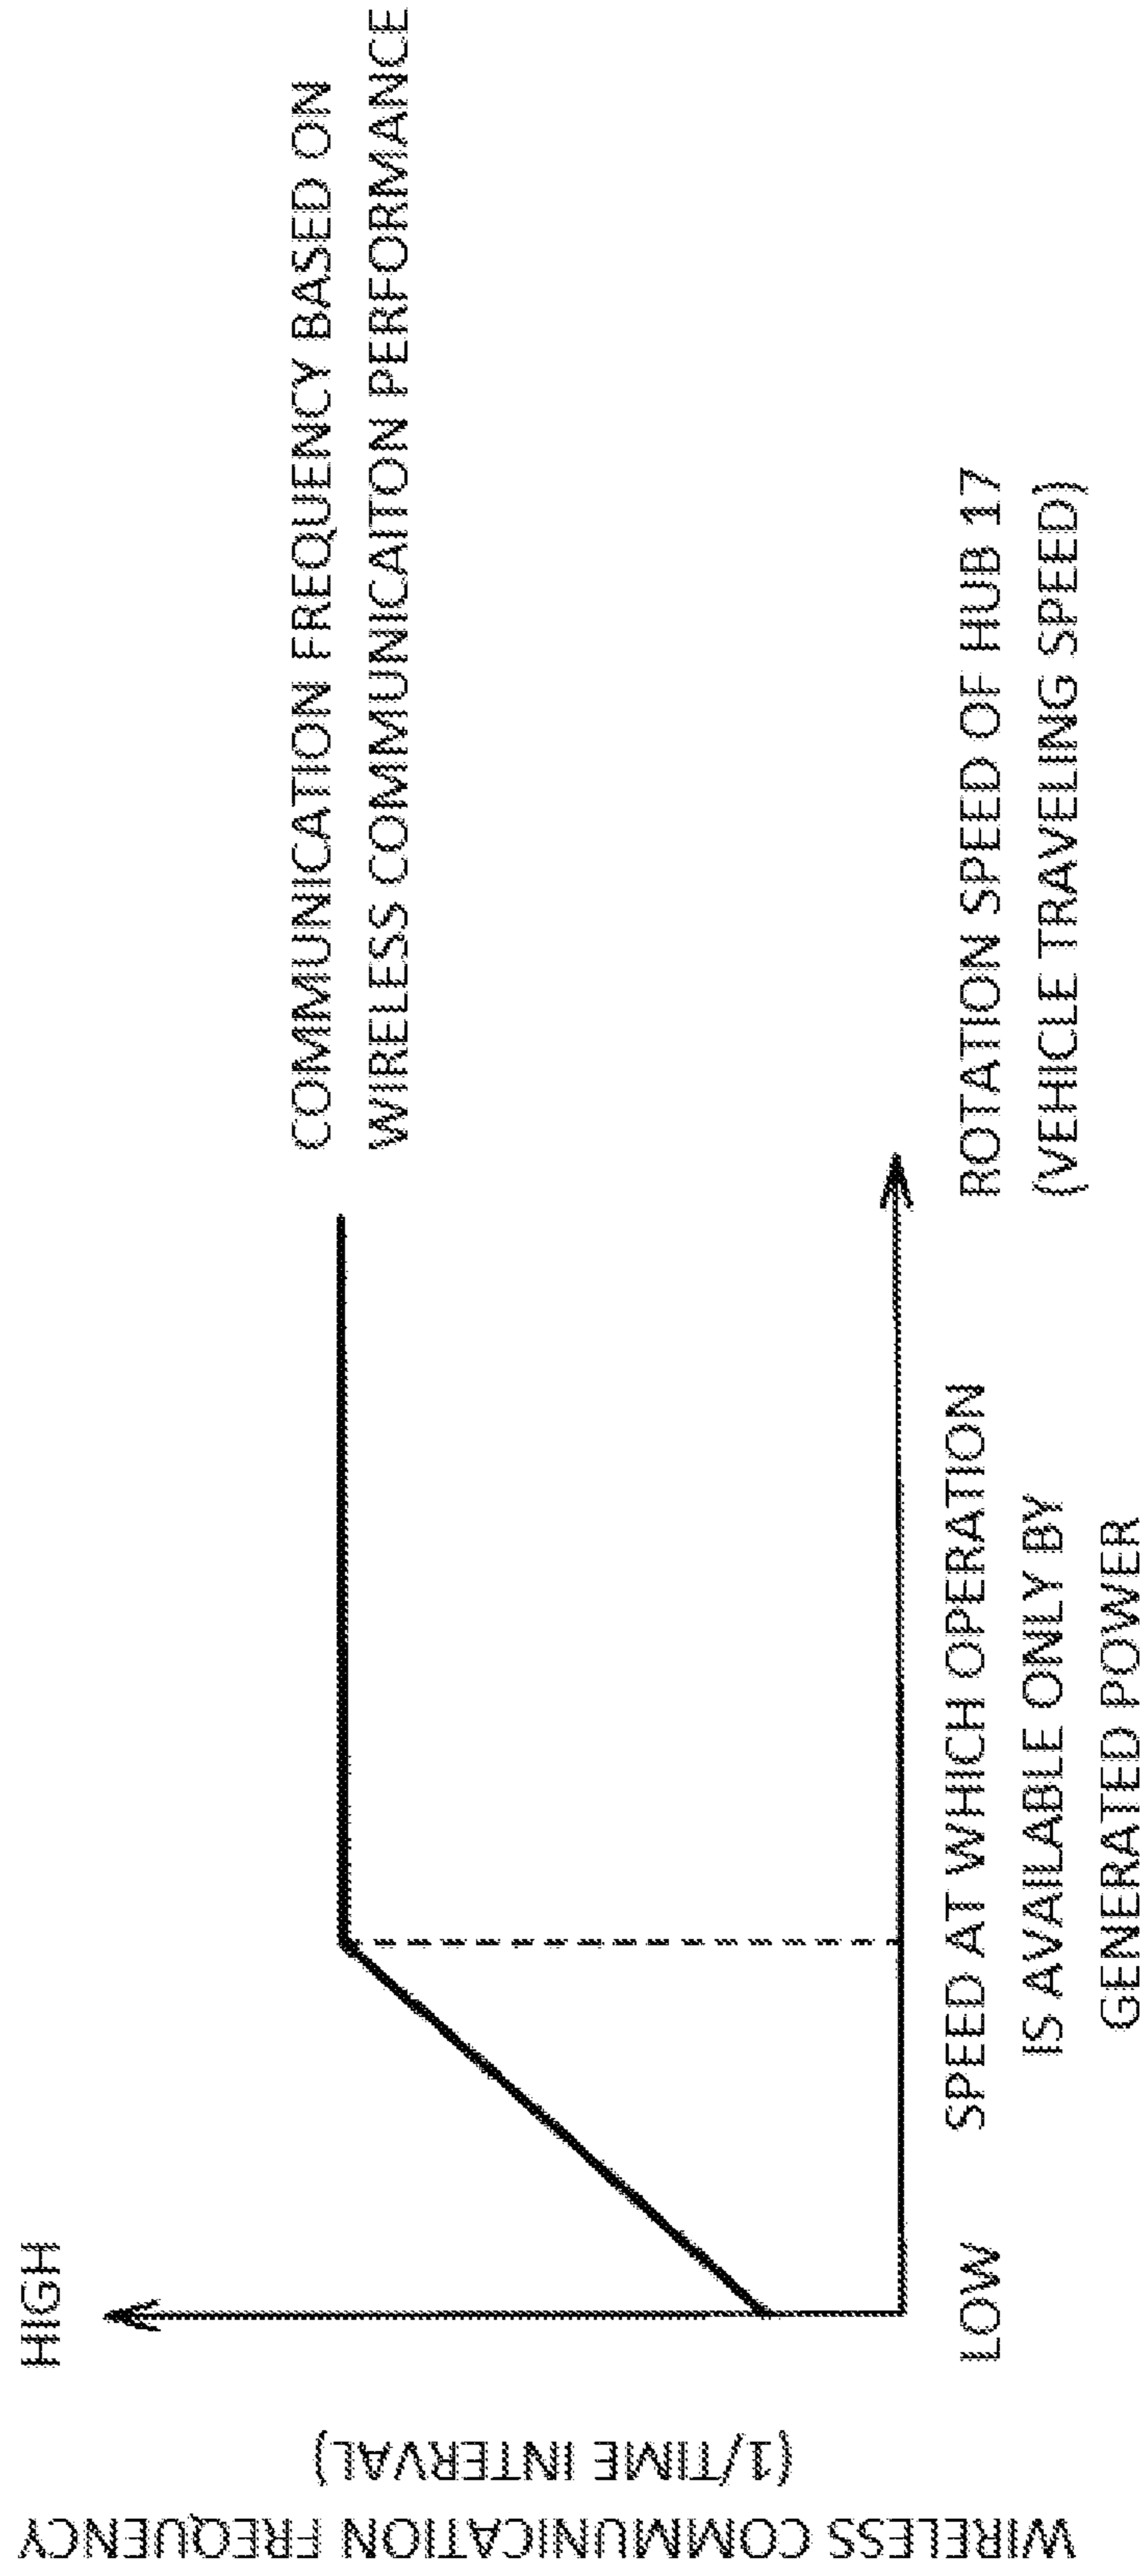 WIRELESS COMMUNICATION FREQUENCY
(1/TIME INTERVAL)
HIGH
COMMUNICATION FREQUENCY BASED ON
WIRELESS COMMUNICAITON PERFORMANCE
LOW
SPEED AT WHICH OPERATION
IS AVAILABLE ONLY BY
GENERATED POWER
ROTATION SPEED OF HUB 17
(VEHICLE TRAVELING SPEED)